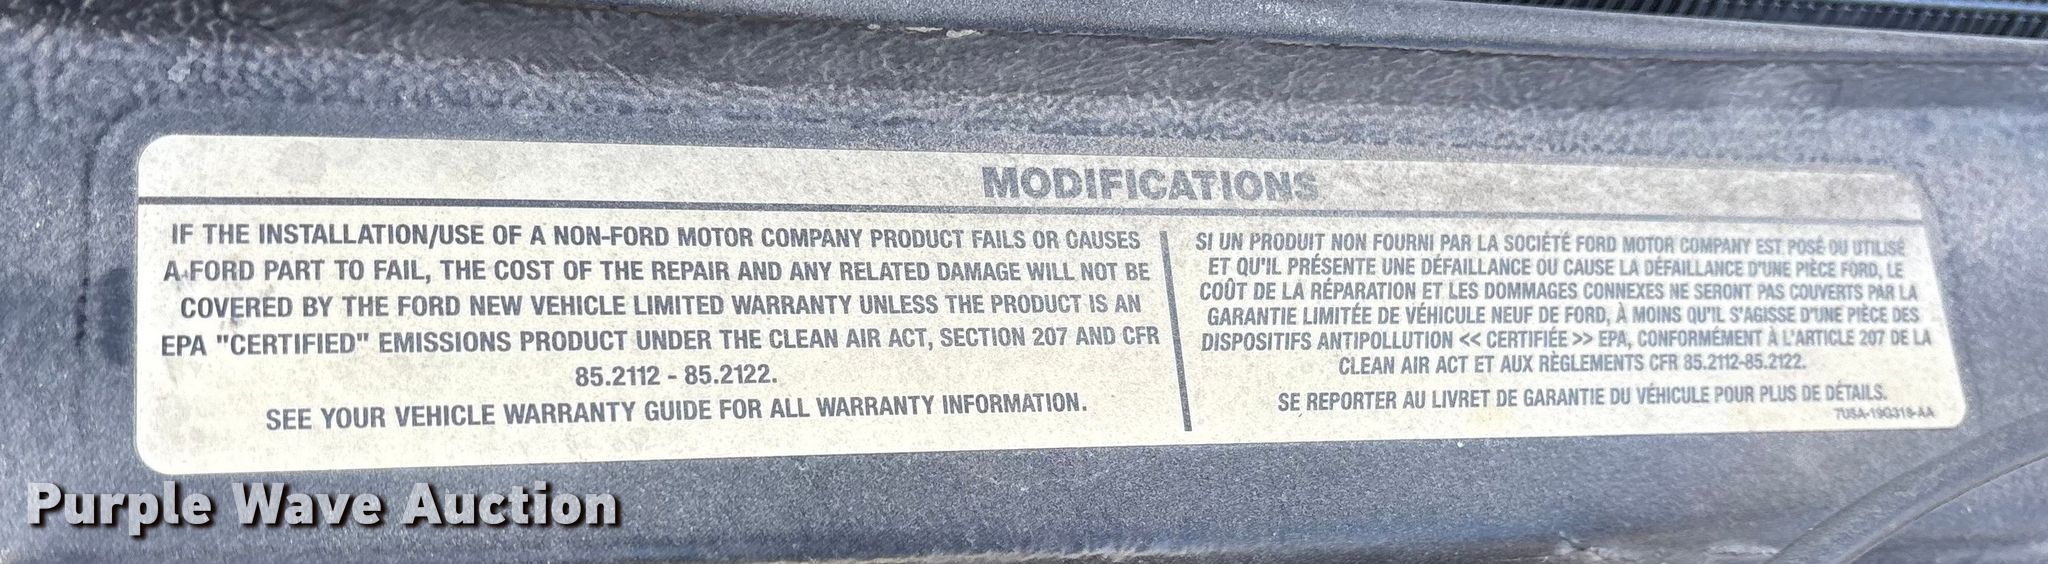 MODIFICATIONS
IF THE INSTALLATION/USE OF A NON-FORD MOTOR COMPANY PRODUCT FAILS OR CAUSES
A FORD PART TO FAIL, THE COST OF THE REPAIR AND ANY RELATED DAMAGE WILL NOT BE
COVERED BY THE FORD NEW VEHICLE LIMITED WARRANTY UNLESS THE PRODUCT IS AN
EPA "CERTIFIED" EMISSIONS PRODUCT UNDER THE CLEAN AIR ACT, SECTION 207 AND CFR
85.2112 - 85.2122.
SEE YOUR VEHICLE WARRANTY GUIDE FOR ALL WARRANTY INFORMATION.
SI UN PRODUIT NON FOURNI PAR LA SOCIÉTÉ FORD MOTOR COMPANY EST POSÉ OU UTILISÉ
ET QU'IL PRÉSENTE UNE DÉFAILLANCE OU CAUSE LA DÉFAILLANCE D'UNE PIÈCE FORD, LE
COÛT DE LA RÉPARATION ET LES DOMMAGES CONNEXES NE SERONT PAS COUVERTS PAR LA
GARANTIE LIMITÉE DE VÉHICULE NEUF DE FORD, À MOINS QU'IL S'AGISSE D'UNE PIÈCE DES
DISPOSITIFS ANTIPOLLUTION << CERTIFIÉE >> EPA, CONFORMÉMENT À L'ARTICLE 207 DE LA
CLEAN AIR ACT ET AUX RÈGLEMENTS CFR 85.2112-85.2122.
SE REPORTER AU LIVRET DE GARANTIE DU VÉHICULE POUR PLUS DE DÉTAILS.
7U5A-19G318-AA
Purple Wave Auction